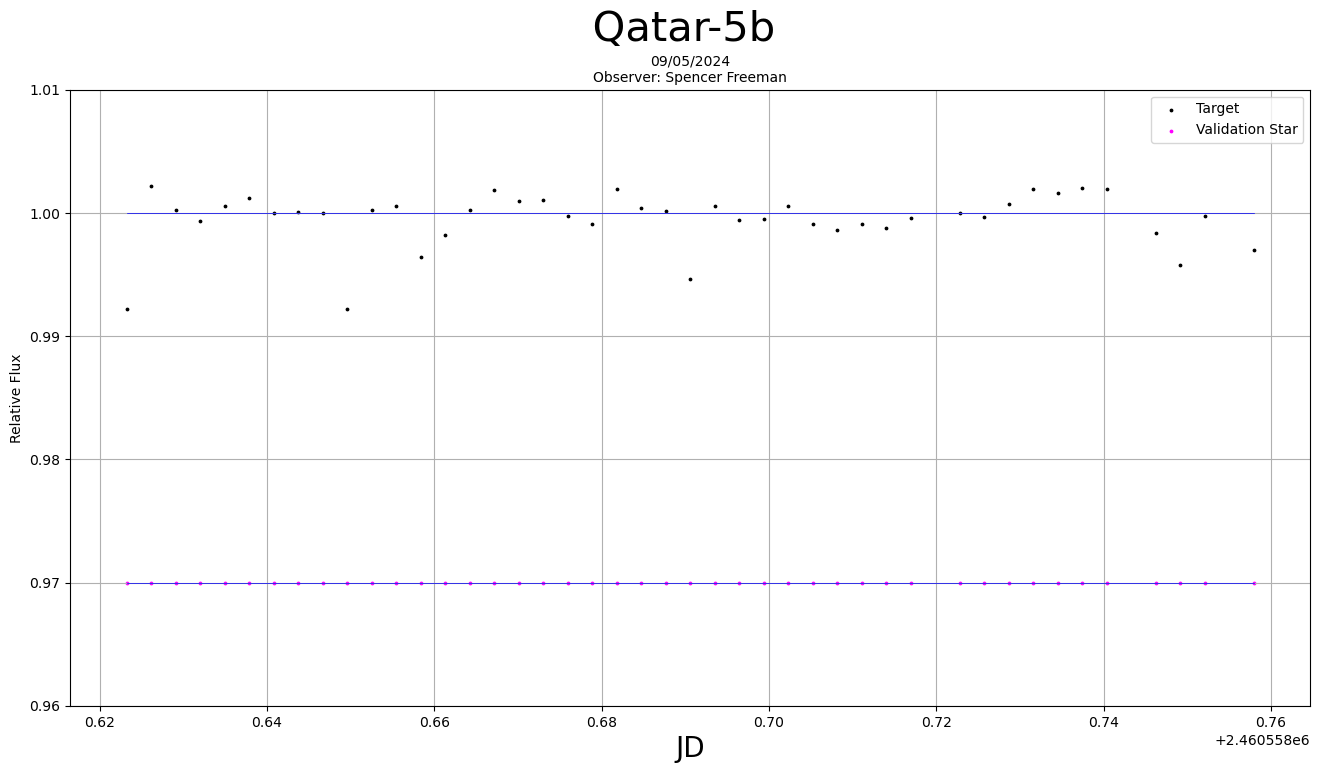 Qatar-5b
09/05/2024
Observer: Spencer Freeman
1.01
Target
Validation Star
1.00
0.99
Relative Flux
0.98
0.97
0.96
0.62 0.64 0.66 0.68 0.70 0.72 0.74 0.76
+2.460558e6
JD